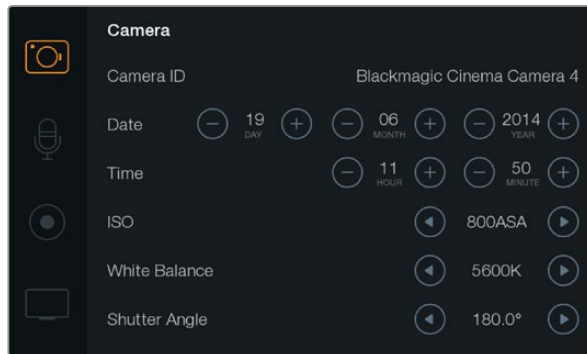 Camera
Camera ID Blackmagic Cinema Camera 4
Date 19 DAY 06 MONTH 2014 YEAR
Time 11 HOUR 50 MINUTE
ISO 800ASA
White Balance 5600K
Shutter Angle 180.0°